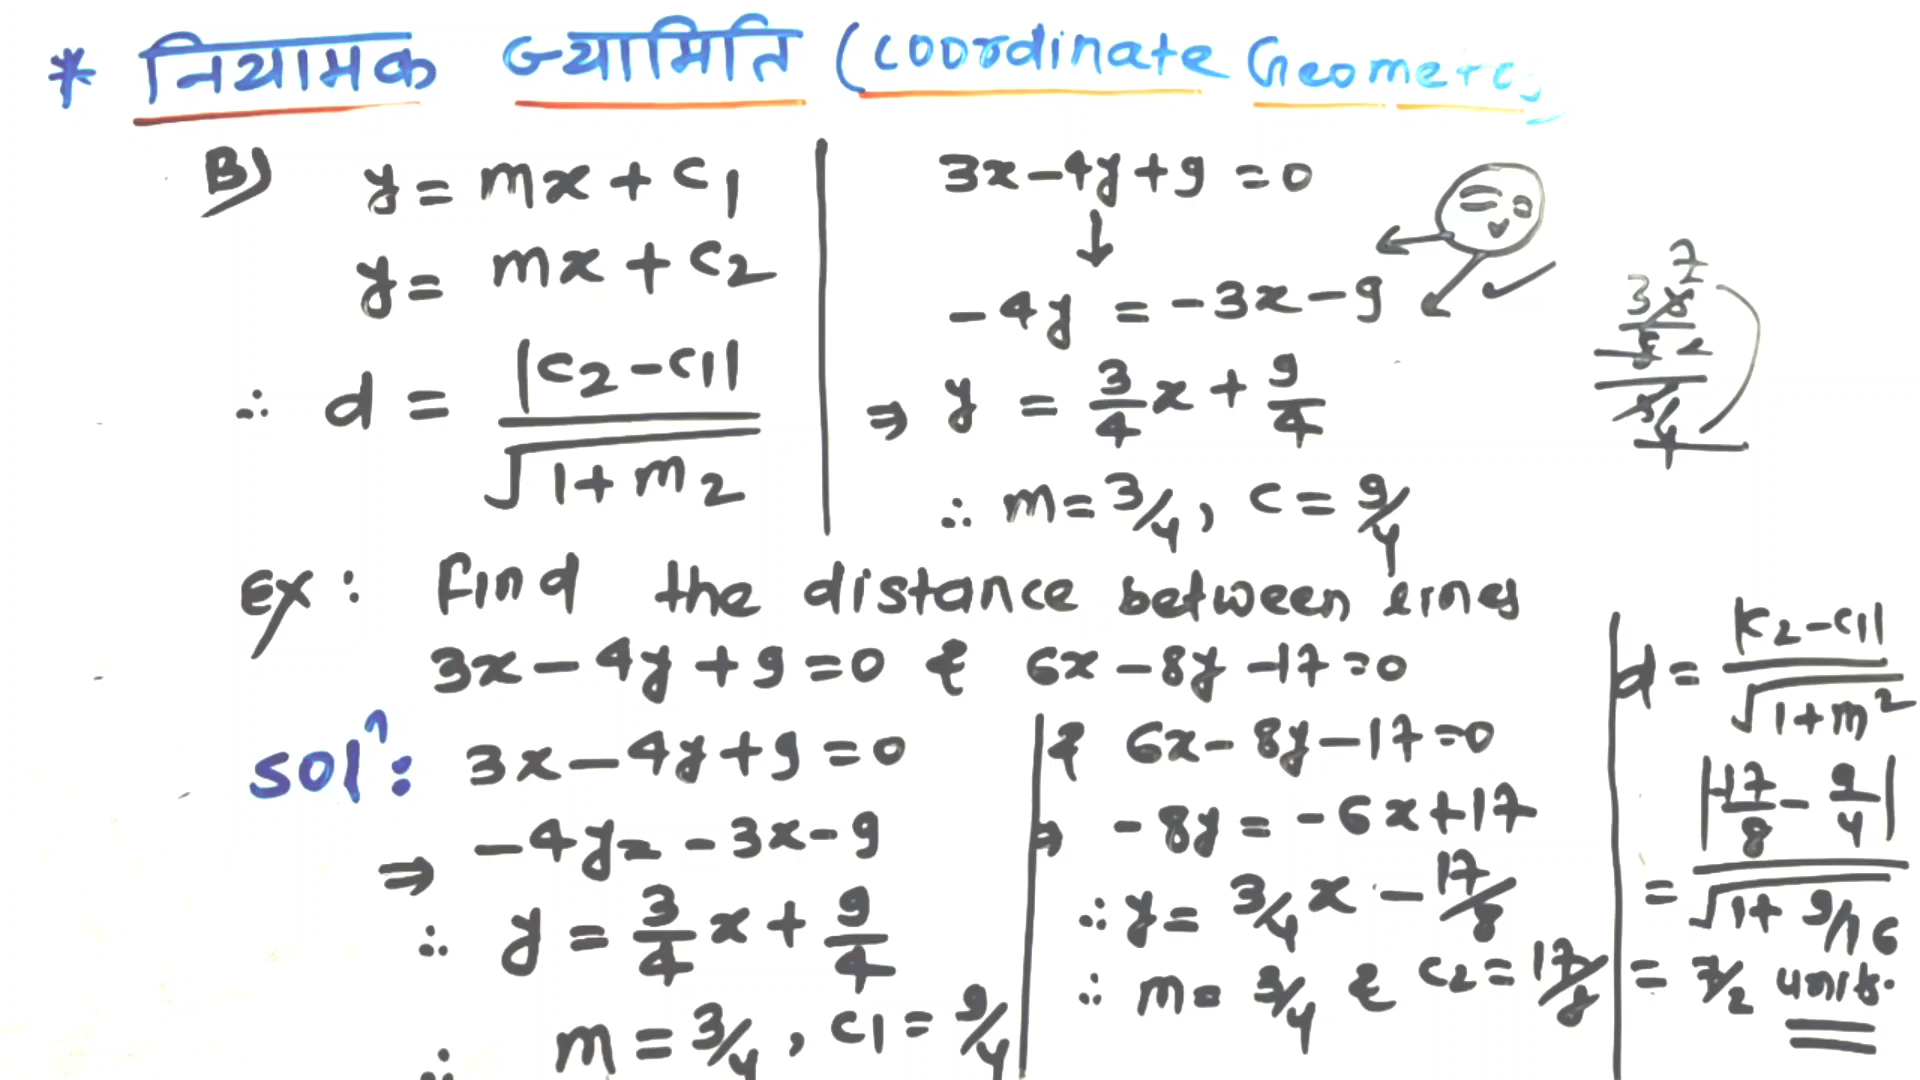 * नियामक ज्यामिति (coordinate Geometry
B) y = mx + c1
y = mx + c2
∴ d = |c2-c1| / √1+m2
3x-4y+9=0
↓
-4y = -3x-9
⇒ y = 3/4 x + 9/4
∴ m=3/4, c=9/4
Ex: Find the distance between lines
3x-4y+9=0 & 6x-8y-17=0
Solⁿ: 3x-4y+9=0
⇒ -4y= -3x-9
∴ y = 3/4 x + 9/4
∴ m=3/4, c1=9/4
& 6x-8y-17=0
⇒ -8y = -6x+17
∴ y= 3/4 x - 17/8
∴ m= 3/4 & c2=17/8
d = |c2-c1| / √1+m²
= |-17/8 - 9/4| / √1+9/16
= 7/2 units.